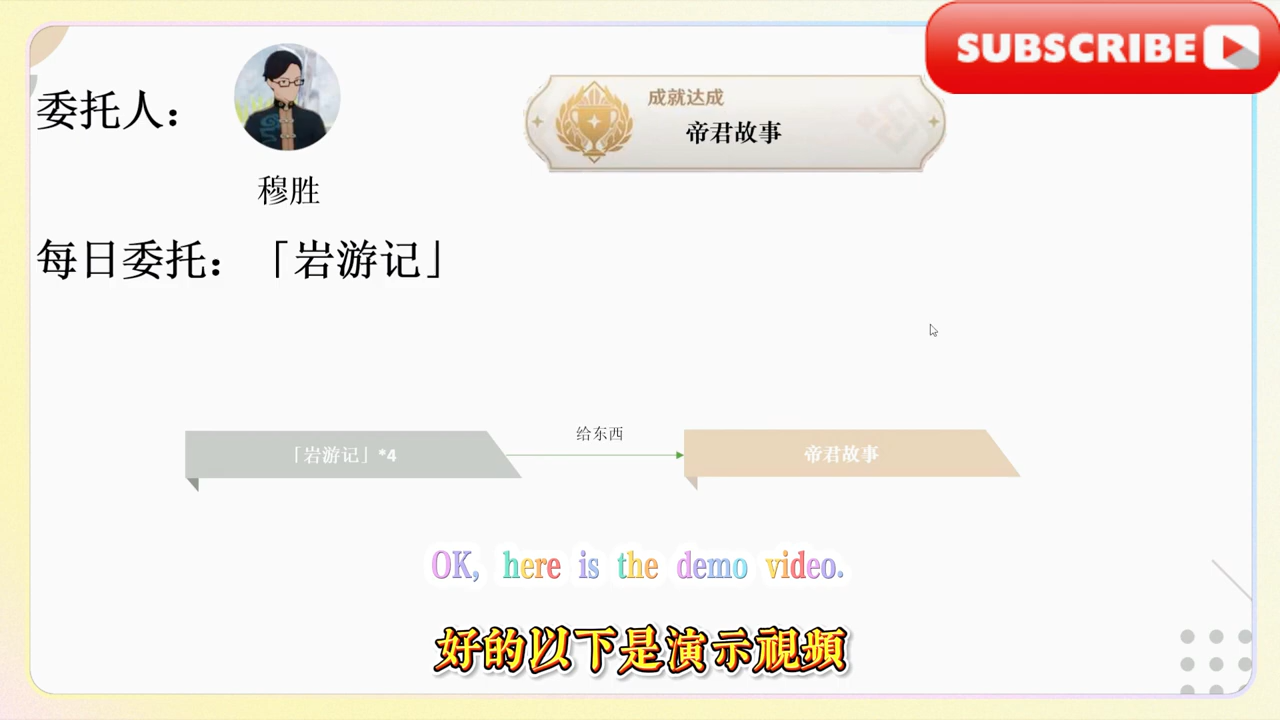 SUBSCRIBE
委托人：
成就达成
帝君故事
穆胜
每日委托：「岩游记」
给东西
「岩游记」*4
帝君故事
OK, here is the demo video.
好的以下是演示視頻